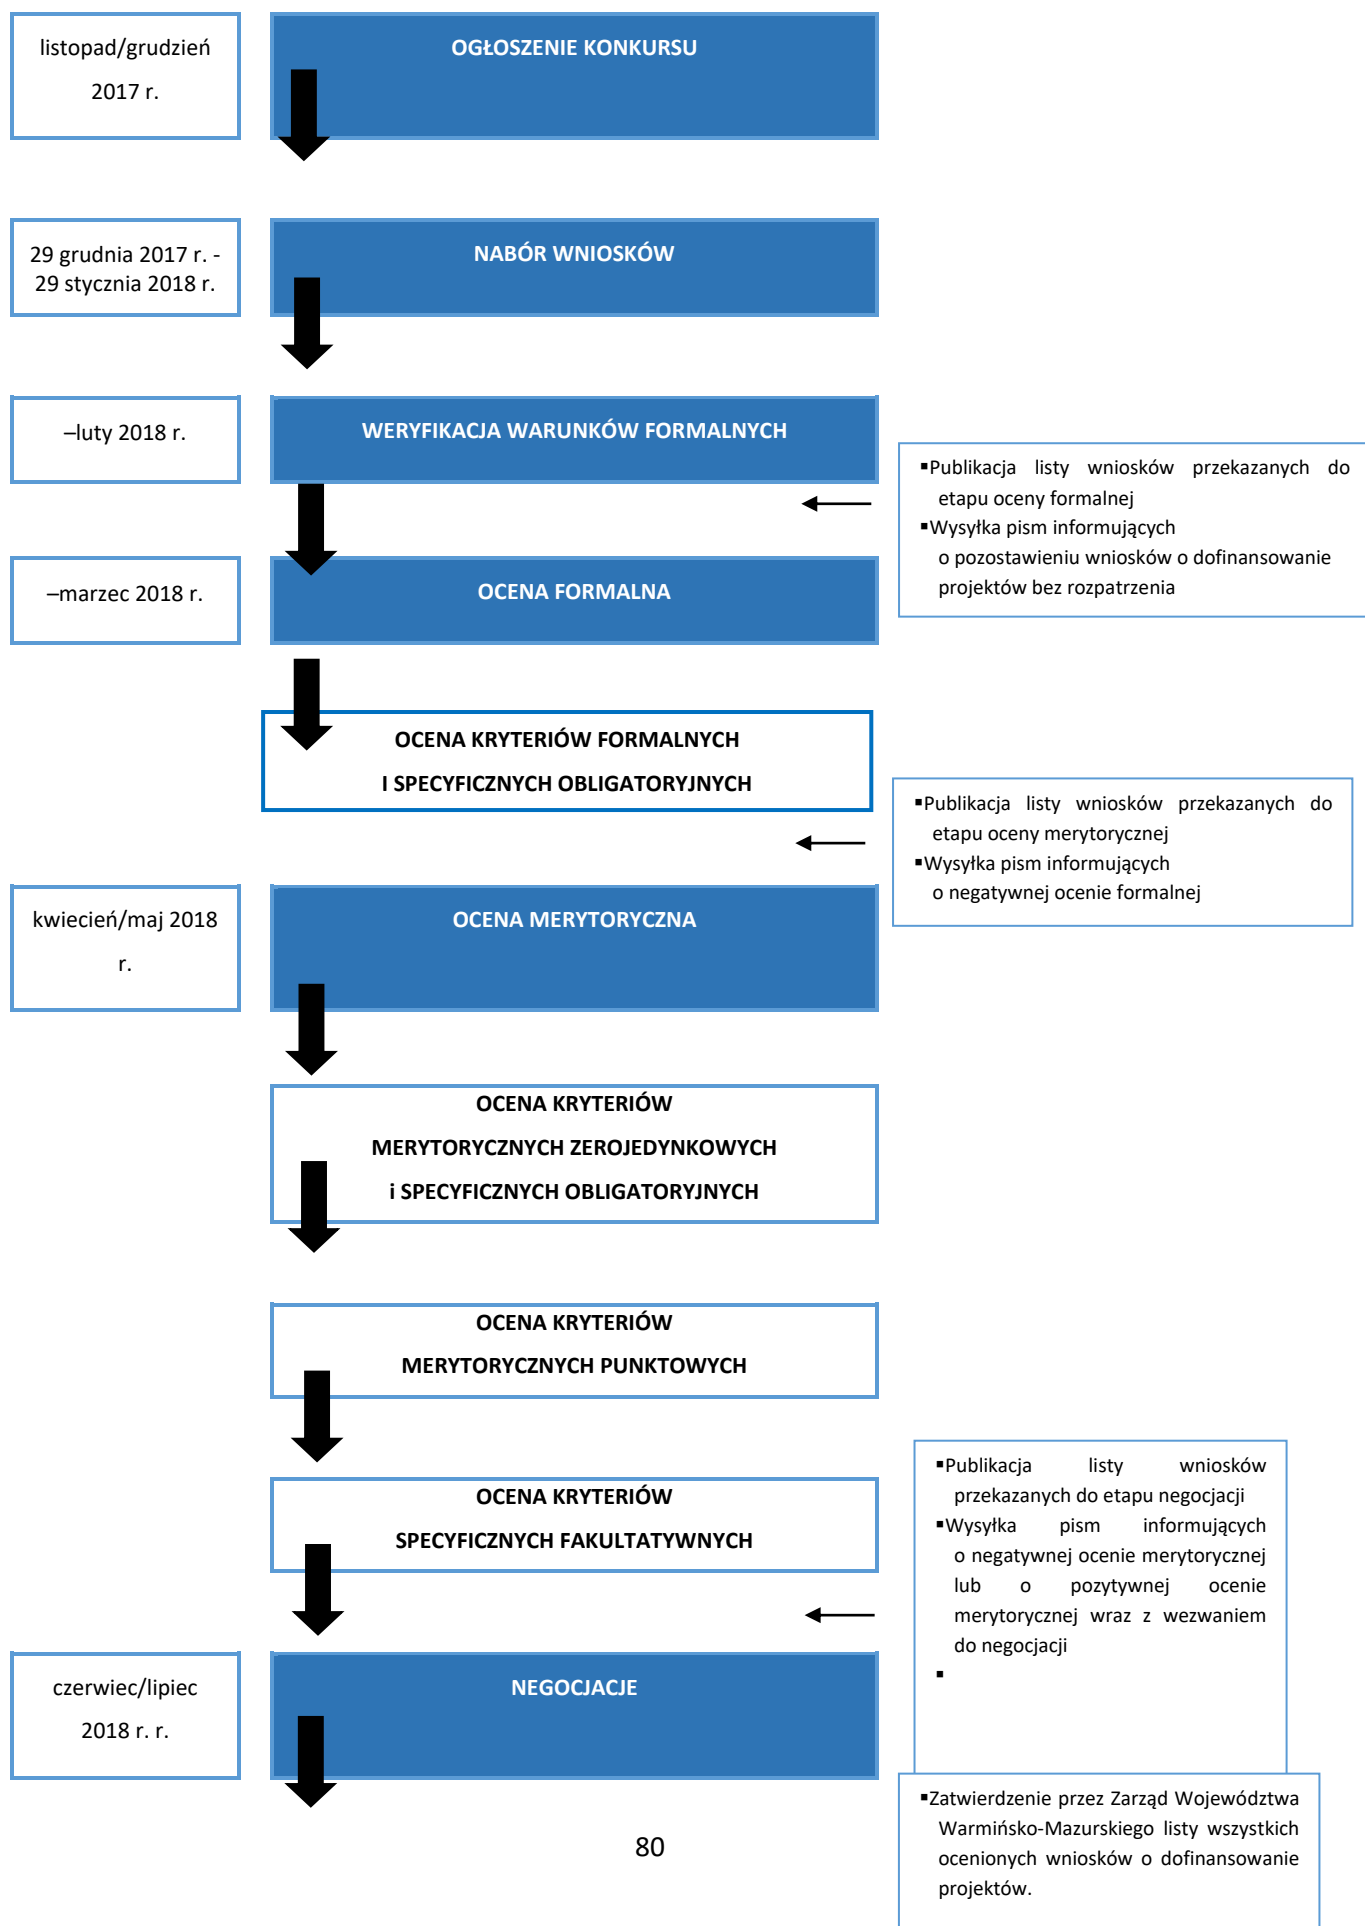 listopad/grudzień
2017 r.
OGŁOSZENIE KONKURSU
29 grudnia 2017 r. -
29 stycznia 2018 r.
NABÓR WNIOSKÓW
–luty 2018 r.
WERYFIKACJA WARUNKÓW FORMALNYCH
▪Publikacja listy wniosków przekazanych do
etapu oceny formalnej
▪Wysyłka pism informujących
o pozostawieniu wniosków o dofinansowanie
projektów bez rozpatrzenia
–marzec 2018 r.
OCENA FORMALNA
OCENA KRYTERIÓW FORMALNYCH
I SPECYFICZNYCH OBLIGATORYJNYCH
▪Publikacja listy wniosków przekazanych do
etapu oceny merytorycznej
▪Wysyłka pism informujących
o negatywnej ocenie formalnej
kwiecień/maj 2018
r.
OCENA MERYTORYCZNA
OCENA KRYTERIÓW
MERYTORYCZNYCH ZEROJEDYNKOWYCH
i SPECYFICZNYCH OBLIGATORYJNYCH
OCENA KRYTERIÓW
MERYTORYCZNYCH PUNKTOWYCH
OCENA KRYTERIÓW
SPECYFICZNYCH FAKULTATYWNYCH
▪Publikacja listy wniosków
przekazanych do etapu negocjacji
▪Wysyłka pism informujących
o negatywnej ocenie merytorycznej
lub o pozytywnej ocenie
merytorycznej wraz z wezwaniem
do negocjacji
▪
czerwiec/lipiec
2018 r. r.
NEGOCJACJE
▪Zatwierdzenie przez Zarząd Województwa
Warmińsko-Mazurskiego listy wszystkich
ocenionych wniosków o dofinansowanie
projektów.
80